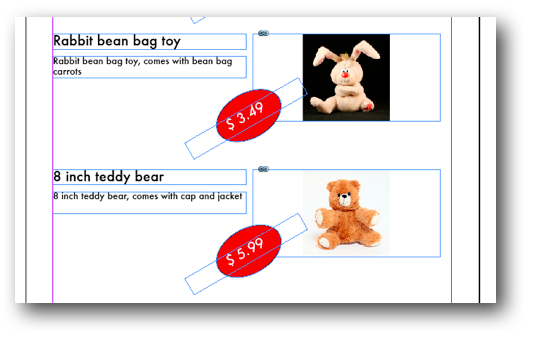 Rabbit bean bag toy
Rabbit bean bag toy, comes with bean bag
carrots
$ 3.49
8 inch teddy bear
8 inch teddy bear, comes with cap and jacket
$ 5.99